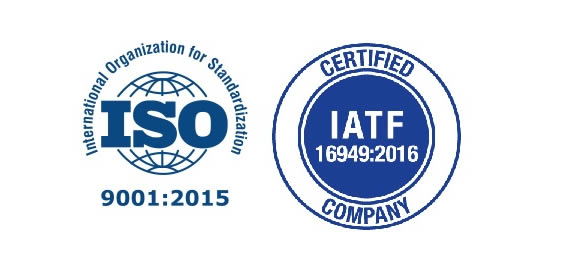 International Organization for Standardization
ISO
9001:2015
CERTIFIED
IATF
16949:2016
COMPANY